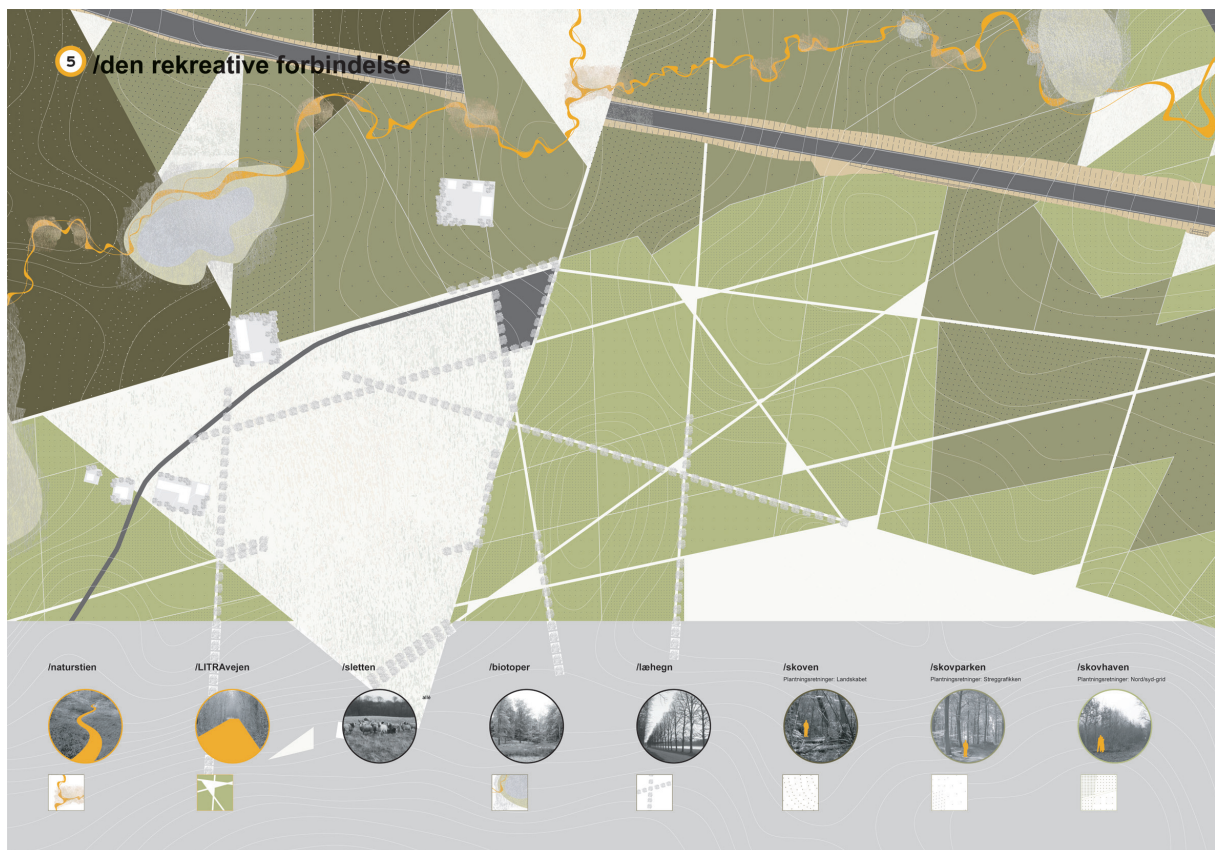 5 /den rekreative forbindelse
/naturstien
/LITRAvejen
/sletten
allé
/biotoper
/læhegn
/skoven
Plantningsretninger: Landskabet
/skovparken
Plantningsretninger: Streggrafikken
/skovhaven
Plantningsretninger: Nord/syd-grid